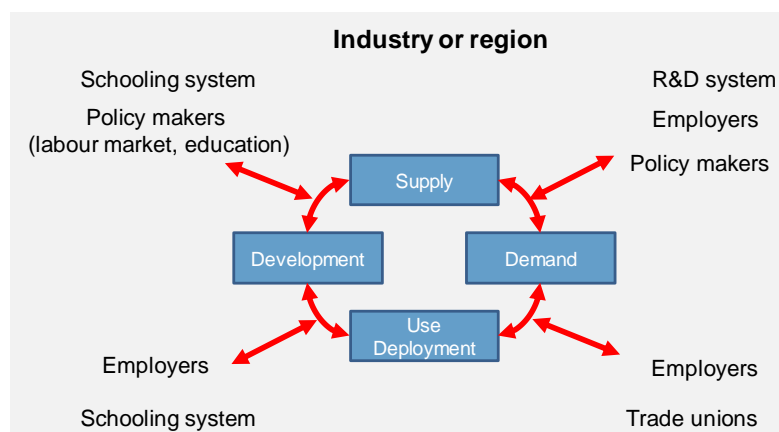 Industry or region
Schooling system
R&D system
Policy makers
(labour market, education)
Employers
Policy makers
Supply
Development
Demand
Use
Deployment
Employers
Employers
Schooling system
Trade unions